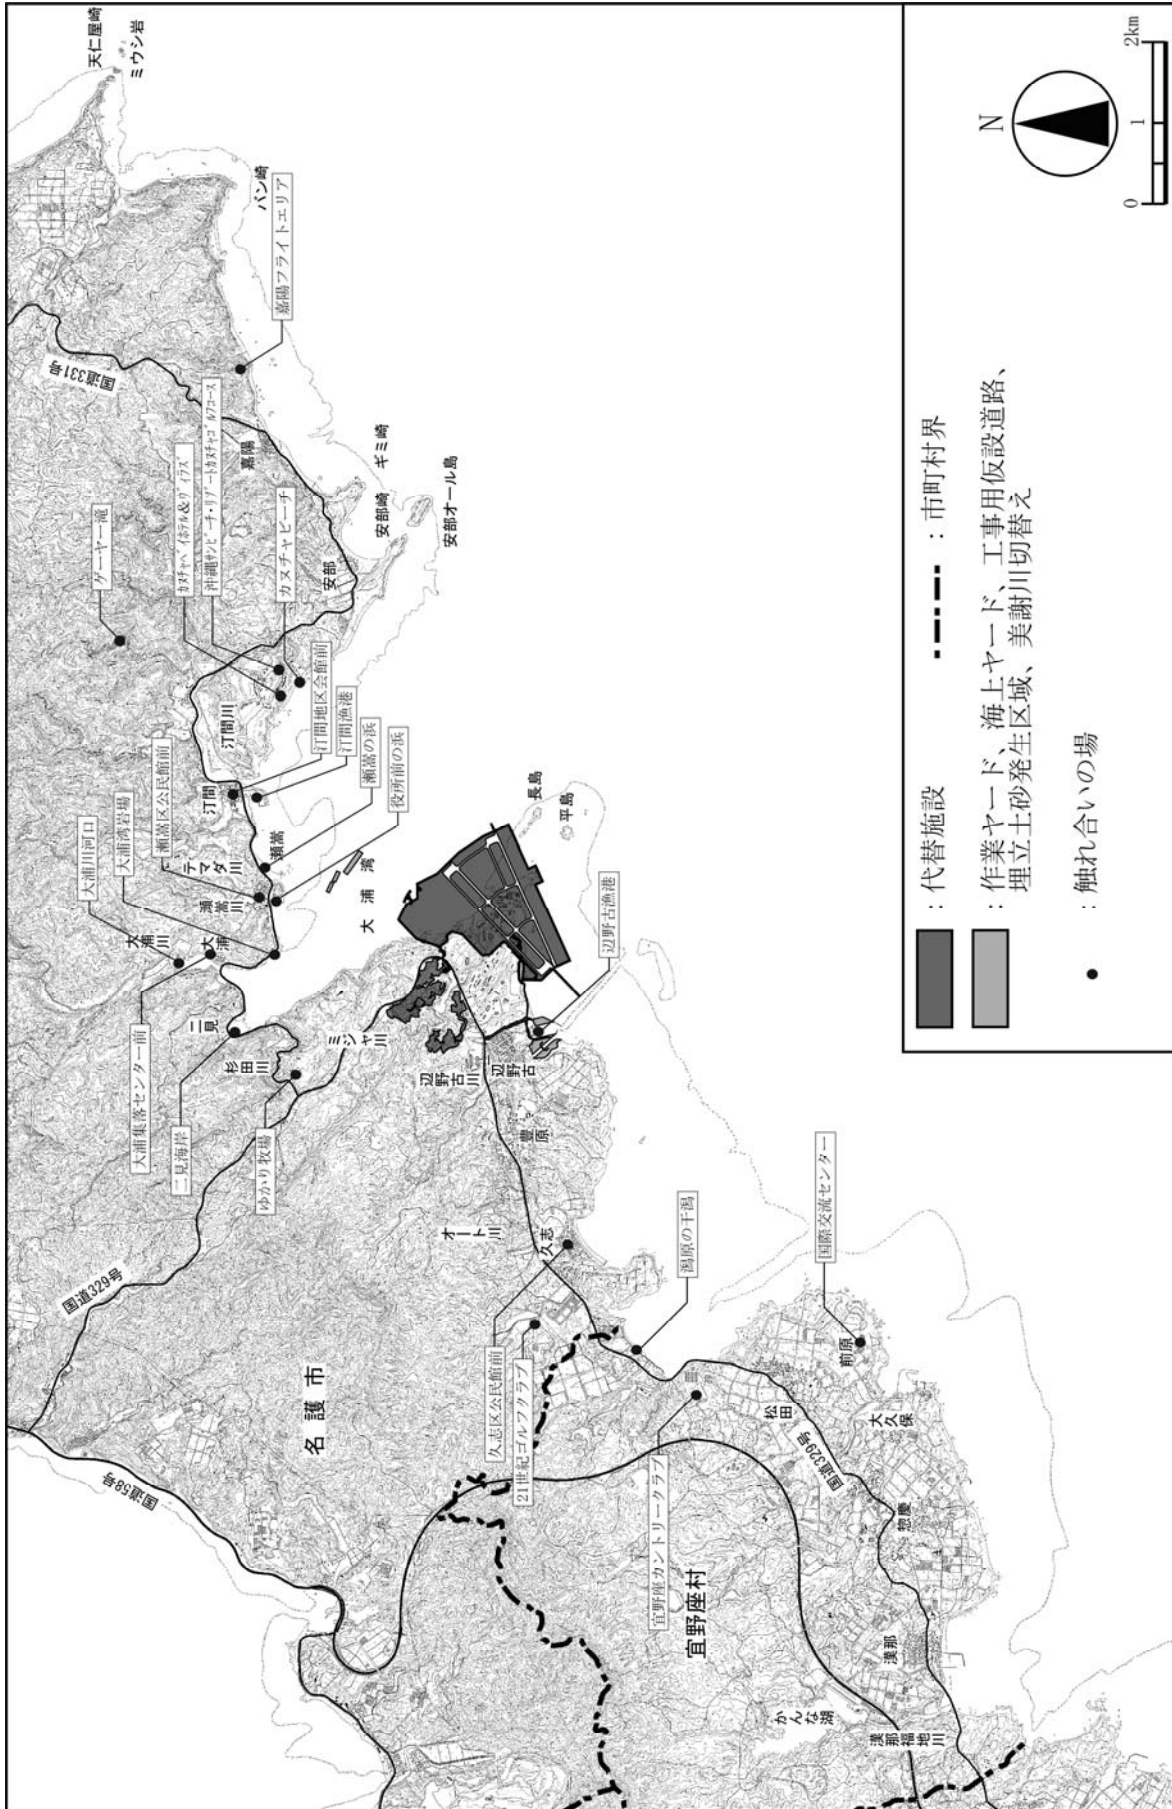 天仁屋崎
ミウシ岩
バン崎
嘉陽フライトエリア
国道331号
嘉陽
ギミ崎
安部崎
安部オール島
安部
ゲーヤー滝
カヌチャベイホテル&ヴィラズ
沖縄サンビーチ・リゾートカヌチャゴルフコース
カヌチャビーチ
汀間川
汀間地区会館前
汀間漁港
汀間
瀬嵩の浜
役所前の浜
瀬嵩区公民館前
瀬嵩
テマダ川
瀬嵩川
大浦湾岩場
大浦川河口
大浦川
大浦
大浦集落センター前
大浦湾
二見
二見海岸
杉田川
ゆかり牧場
ミジャ川
長島
平島
辺野古漁港
辺野古川
辺野古
豊原
オート川
久志
久志区公民館前
21世紀ゴルフクラブ
潟原の干潟
国際交流センター
宜野座カントリークラブ
国道329号
名護市
国道58号
宜野座村
松田
前原
大久保
国道329号
惣慶
漢那
かんな湖
漢那福地川
:代替施設
:市町村界
:作業ヤード、海上ヤード、工事用仮設道路、
埋立土砂発生区域、美謝川切替え
:触れ合いの場
N
0 1 2km